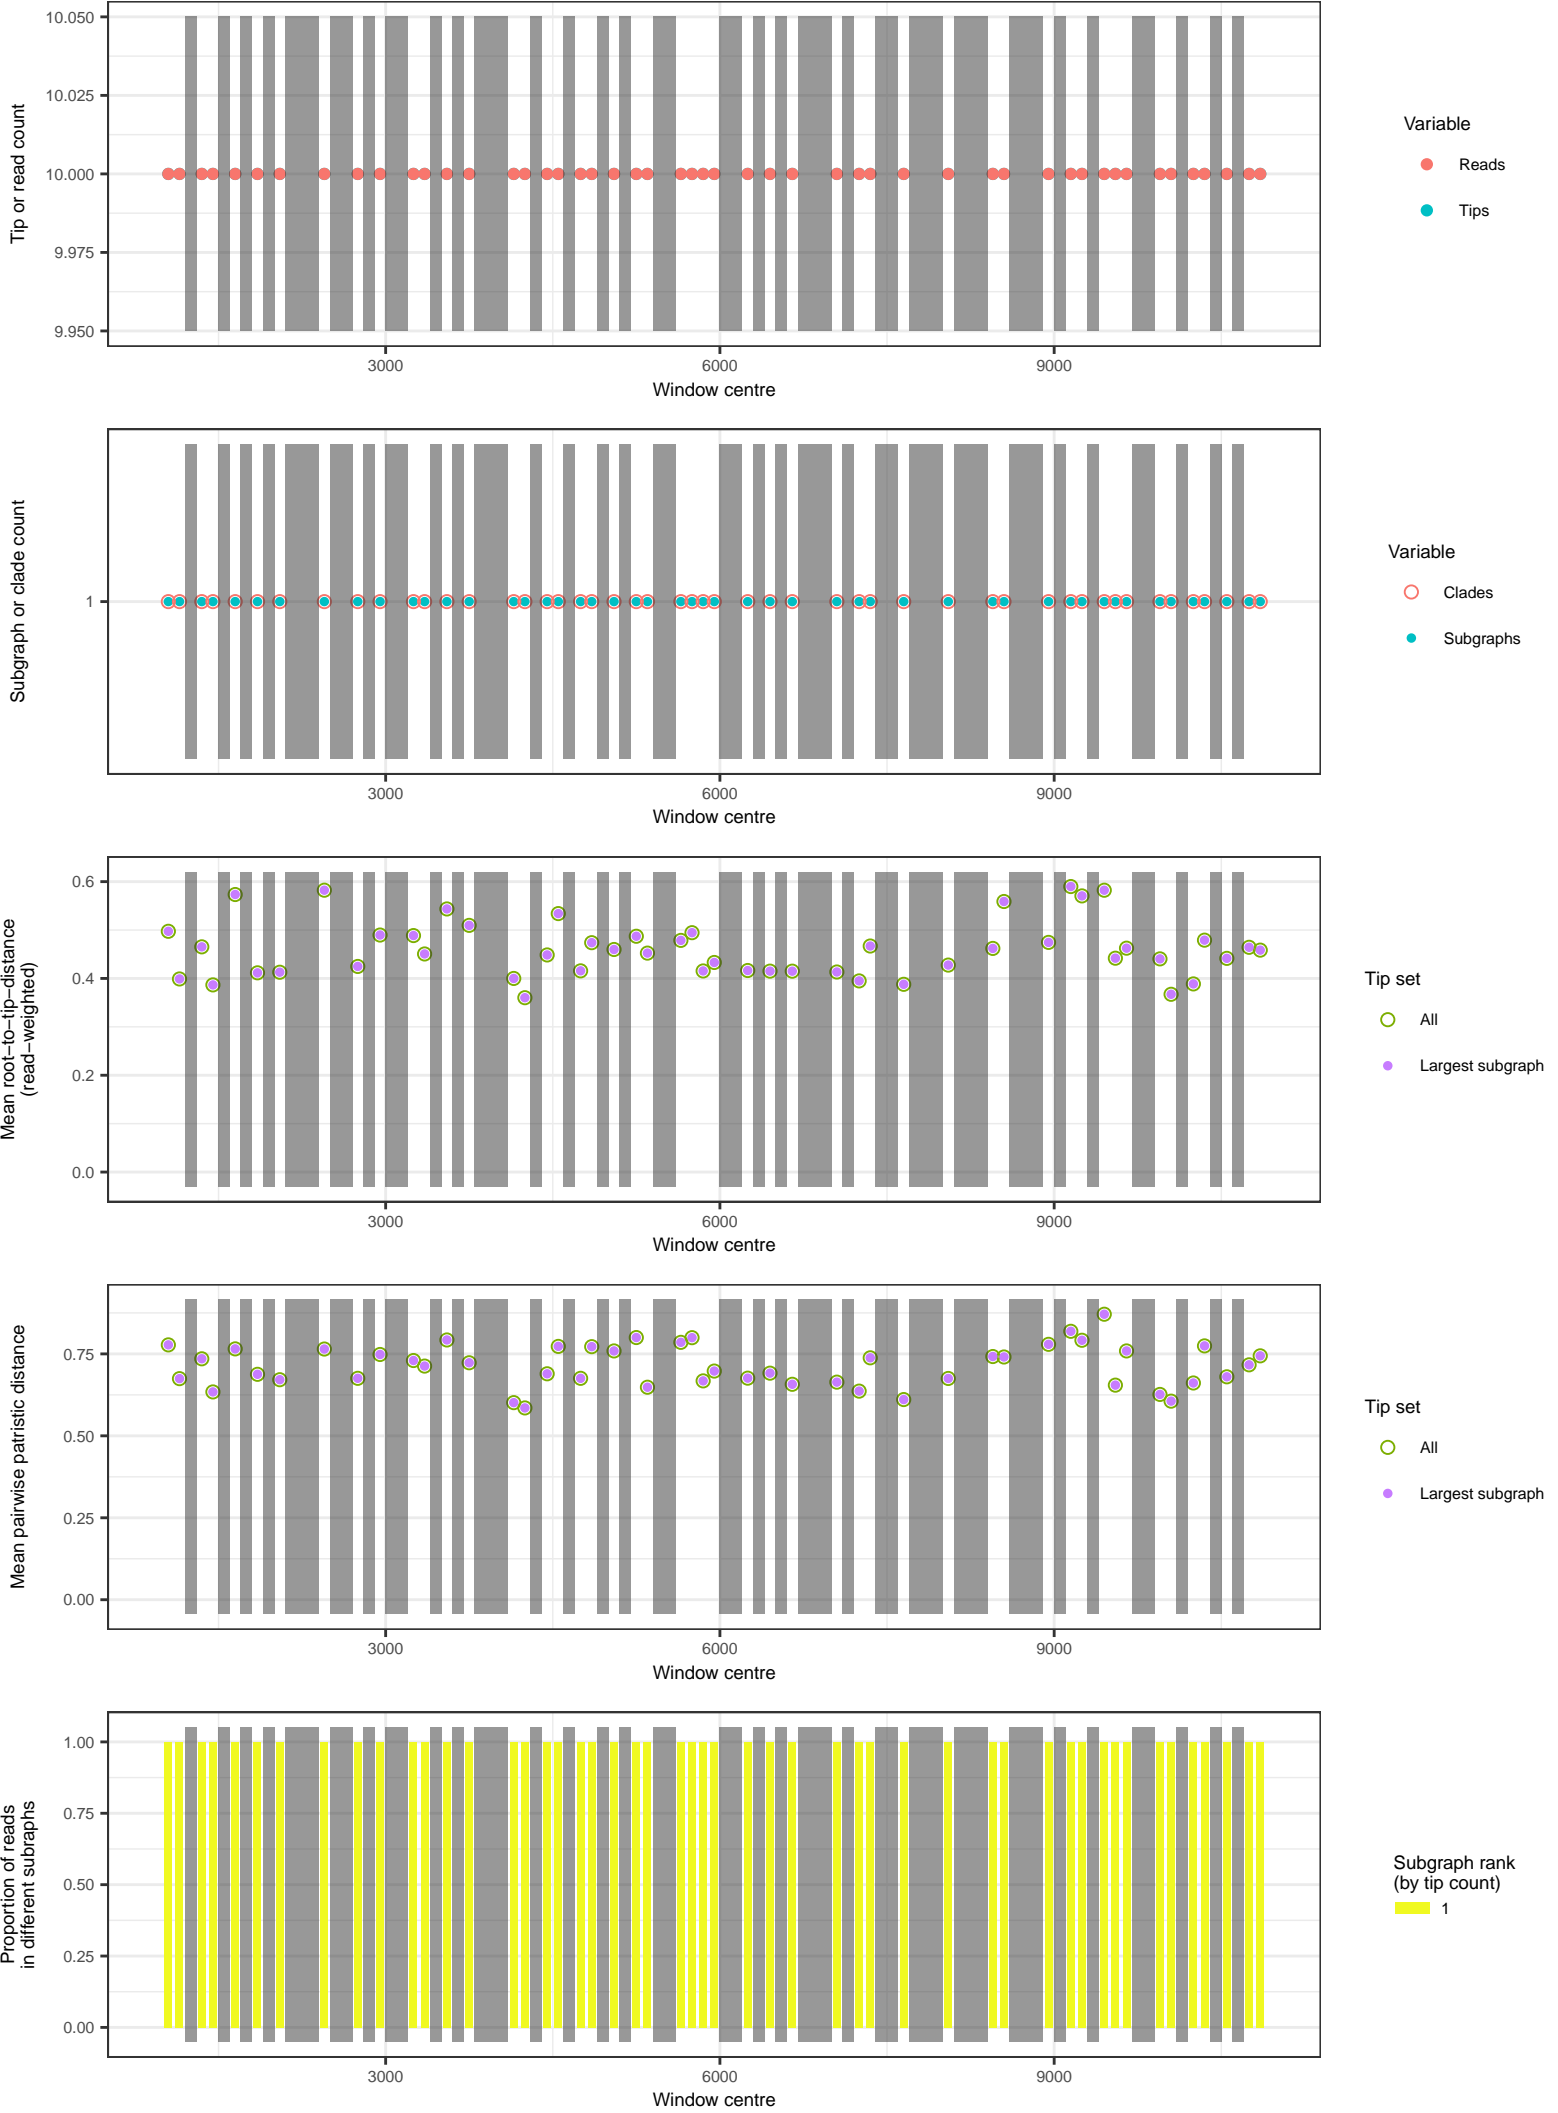 10.050
10.025
10.000
9.975
9.950
Tip or read count
3000
6000
9000
Window centre
Variable
Reads
Tips
1
Subgraph or clade count
3000
6000
9000
Window centre
Variable
Clades
Subgraphs
0.6
0.4
0.2
0.0
Mean root−to−tip−distance
(read−weighted)
3000
6000
9000
Window centre
Tip set
All
Largest subgraph
0.75
0.50
0.25
0.00
Mean pairwise patristic distance
3000
6000
9000
Window centre
Tip set
All
Largest subgraph
1.00
0.75
0.50
0.25
0.00
Proportion of reads
in different subraphs
3000
6000
9000
Window centre
Subgraph rank
(by tip count)
1